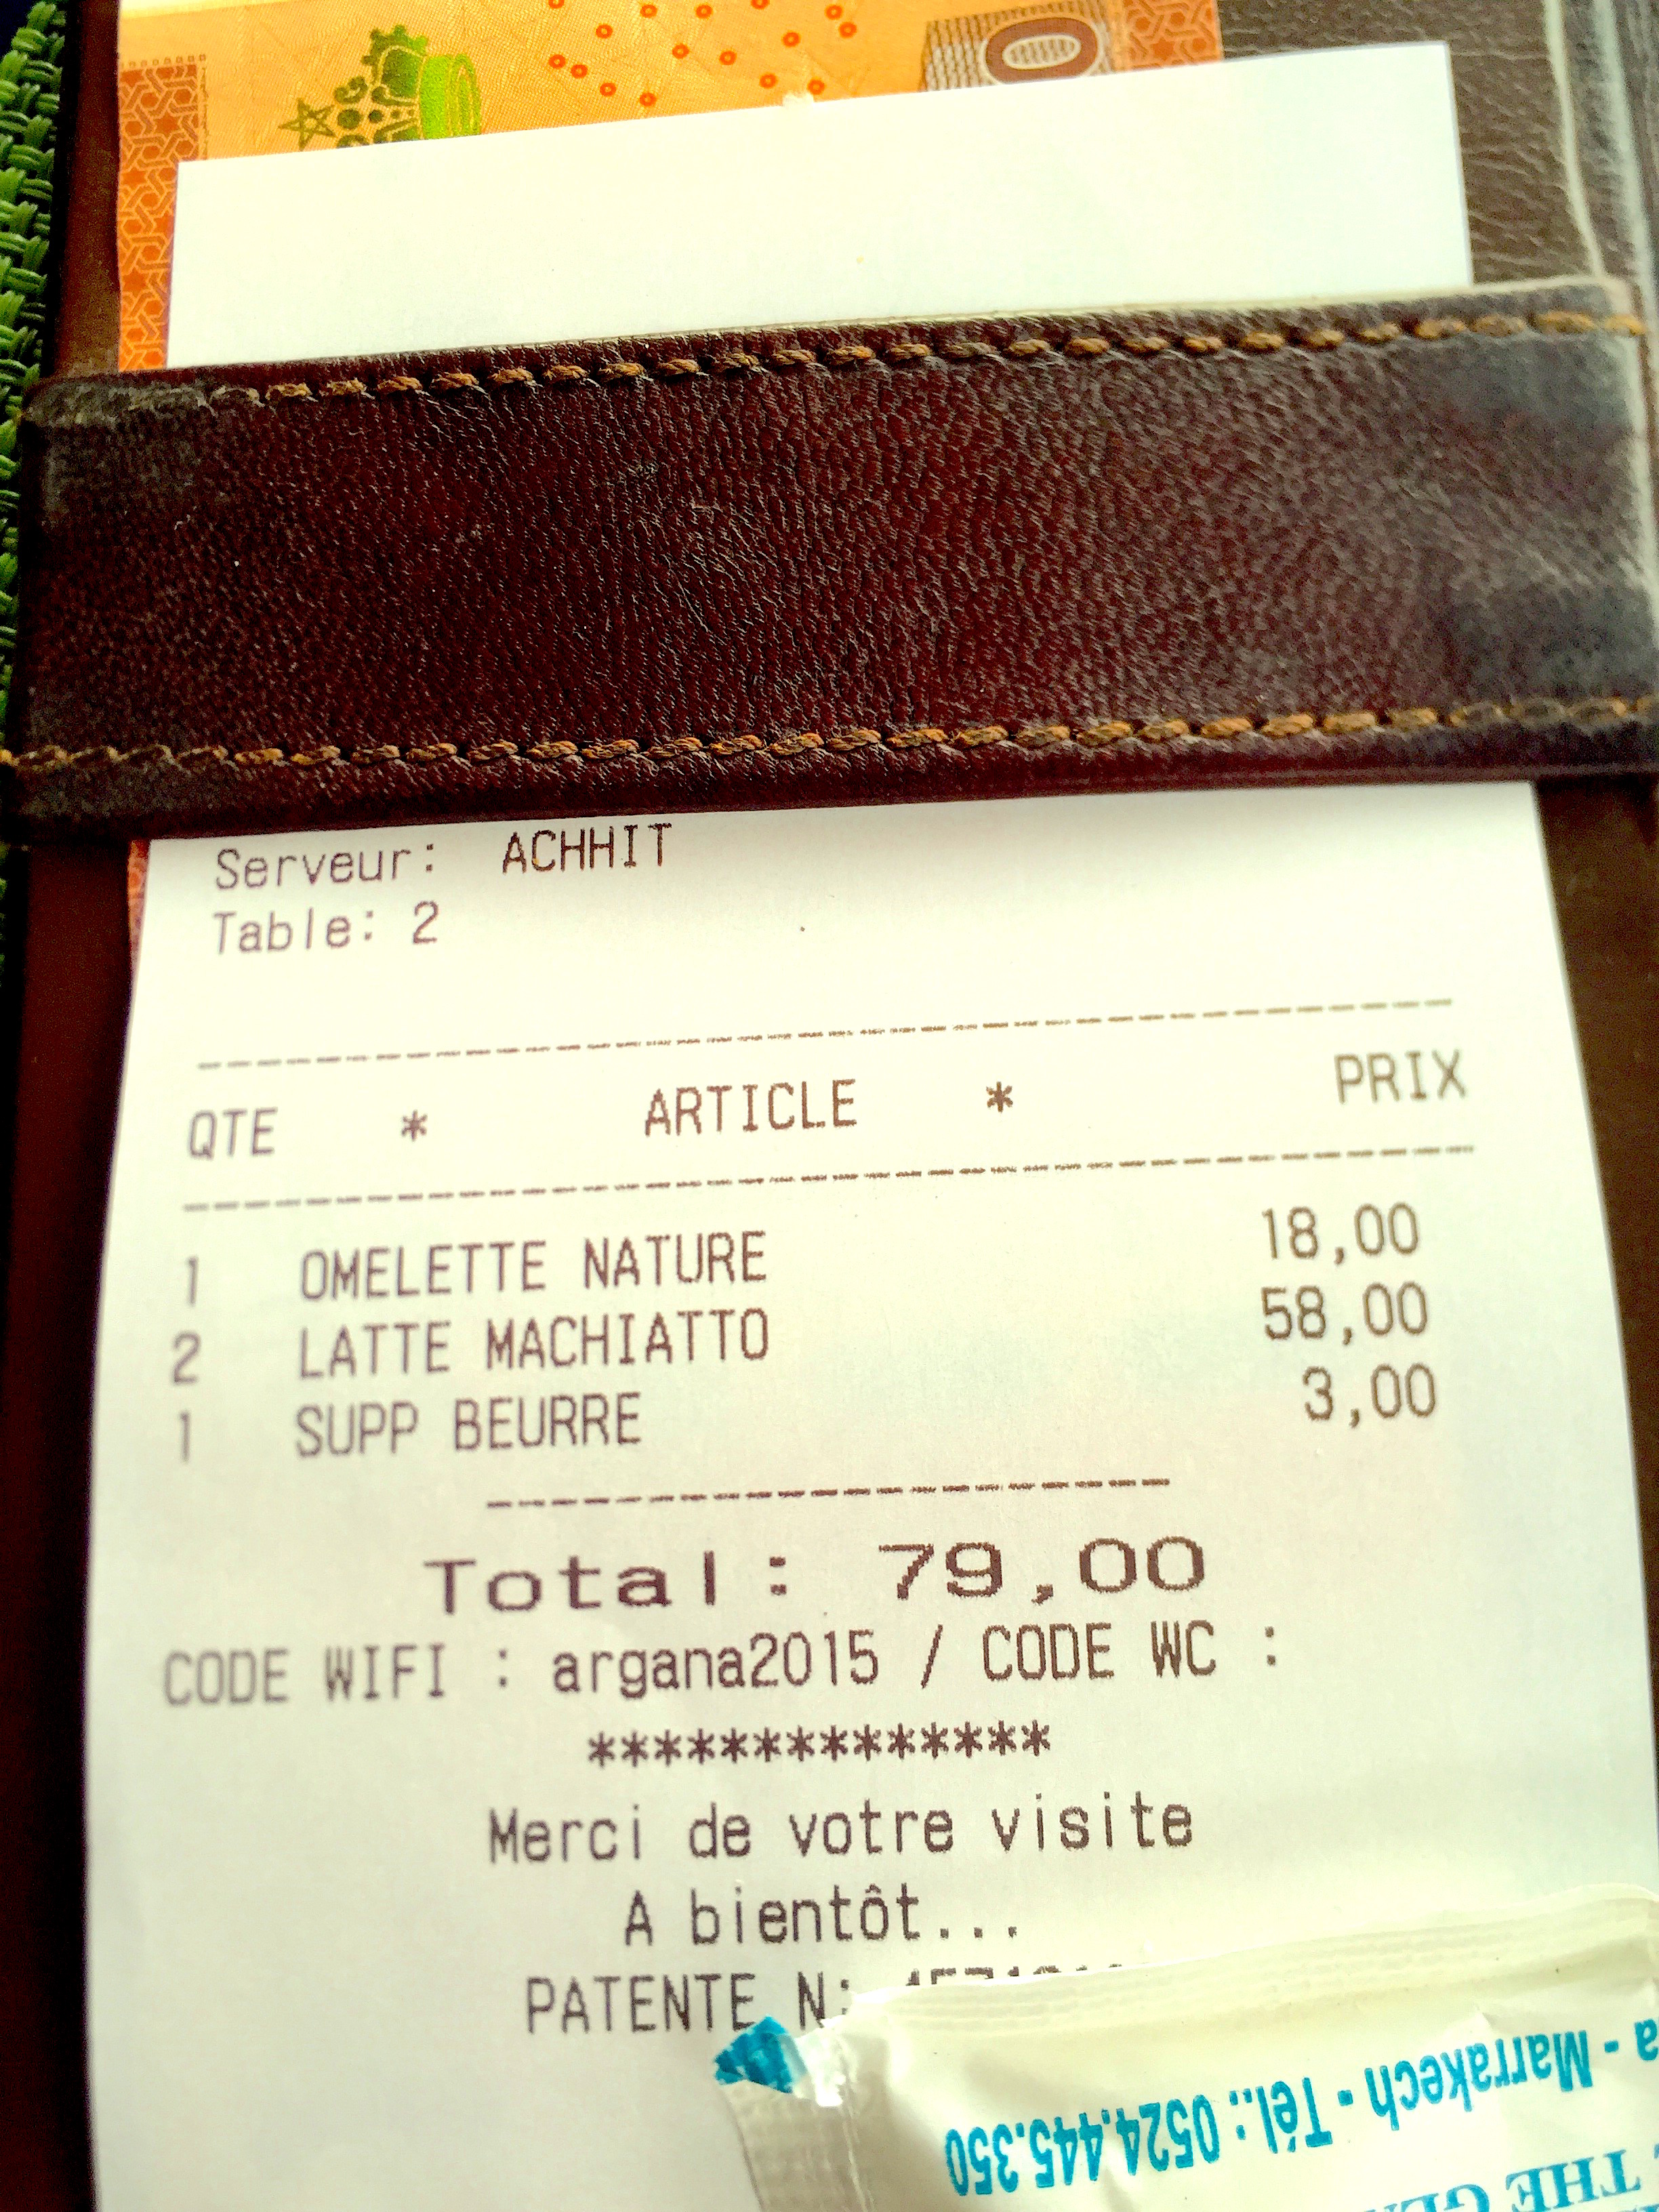 0
Serveur: ACHHIT
Table: 2
QTE * ARTICLE * PRIX
1 OMELETTE NATURE 18,00
2 LATTE MACHIATTO 58,00
1 SUPP BEURRE 3,00
Total: 79,00
CODE WIFI : argana2015 / CODE WC :
**************
Merci de votre visite
A bientôt...
PATENTE N:
THE
a - Marrakech - Tél.: 0524.445.350